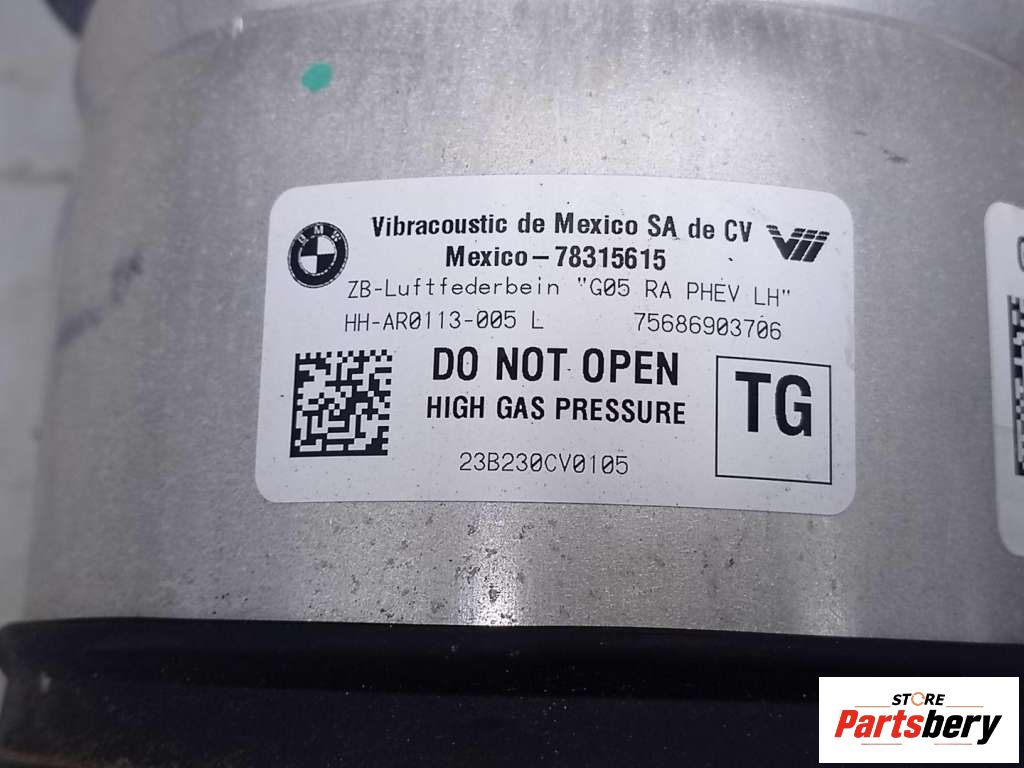 BMW
Vibracoustic de Mexico SA de CV
Mexico-78315615
ZB-Luftfederbein "G05 RA PHEV LH"
HH-AR0113-005 L 75686903706
DO NOT OPEN
HIGH GAS PRESSURE
TG
23B230CV0105
STORE
Partsbery